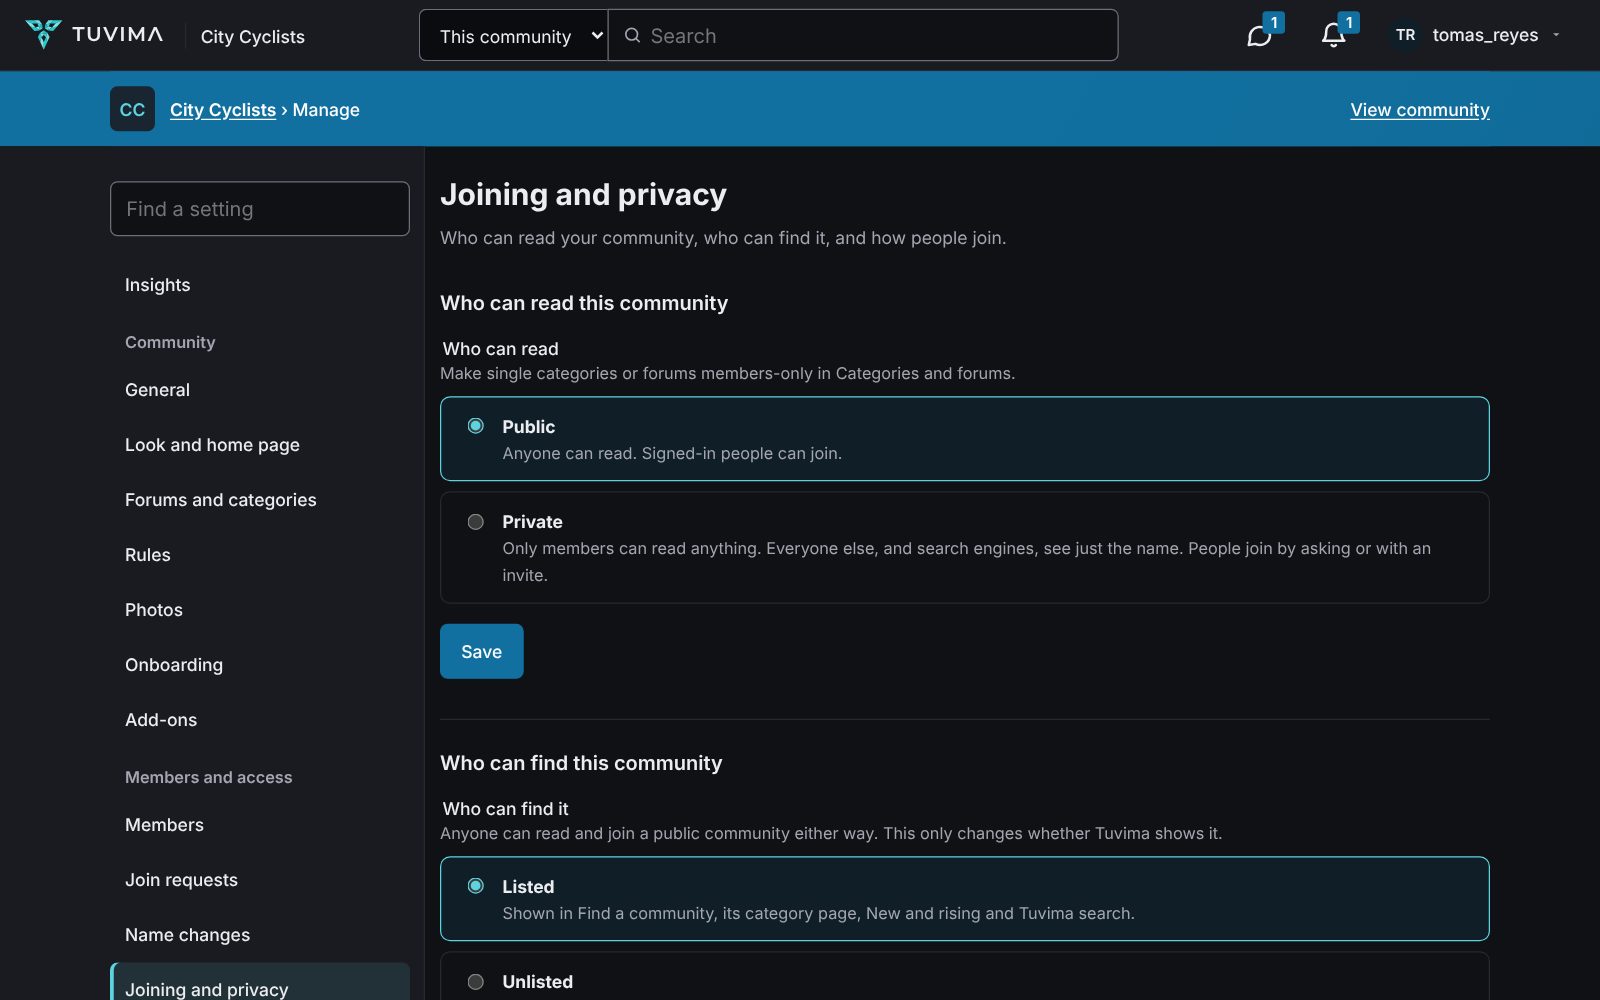 TUVIMA
City Cyclists
This community
Search
1
1
TR
tomas_reyes
CC
City Cyclists › Manage
View community
Find a setting
Insights
Community
General
Look and home page
Forums and categories
Rules
Photos
Onboarding
Add-ons
Members and access
Members
Join requests
Name changes
Joining and privacy
Joining and privacy
Who can read your community, who can find it, and how people join.
Who can read this community
Who can read
Make single categories or forums members-only in Categories and forums.
Public
Anyone can read. Signed-in people can join.
Private
Only members can read anything. Everyone else, and search engines, see just the name. People join by asking or with an
invite.
Save
Who can find this community
Who can find it
Anyone can read and join a public community either way. This only changes whether Tuvima shows it.
Listed
Shown in Find a community, its category page, New and rising and Tuvima search.
Unlisted